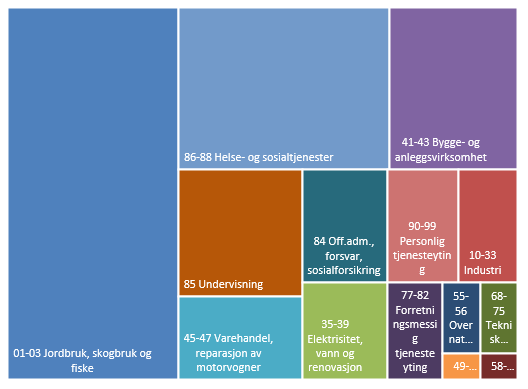 01-03 Jordbruk, skogbruk og
fiske
86-88 Helse- og sosialtjenester
41-43 Bygge- og
anleggsvirksomhet
85 Undervisning
84 Off.adm.,
forsvar,
sosialforsikring
90-99
Personlig
tjenesteytin
g
10-33
Industri
45-47 Varehandel,
reparasjon av
motorvogner
35-39
Elektrisitet,
vann og
renovasjon
77-82
Forretni
ngsmessi
g
tjeneste
yting
55-
56
Over
nat...
68-
75
Tekni
sk...
49-...
58-...